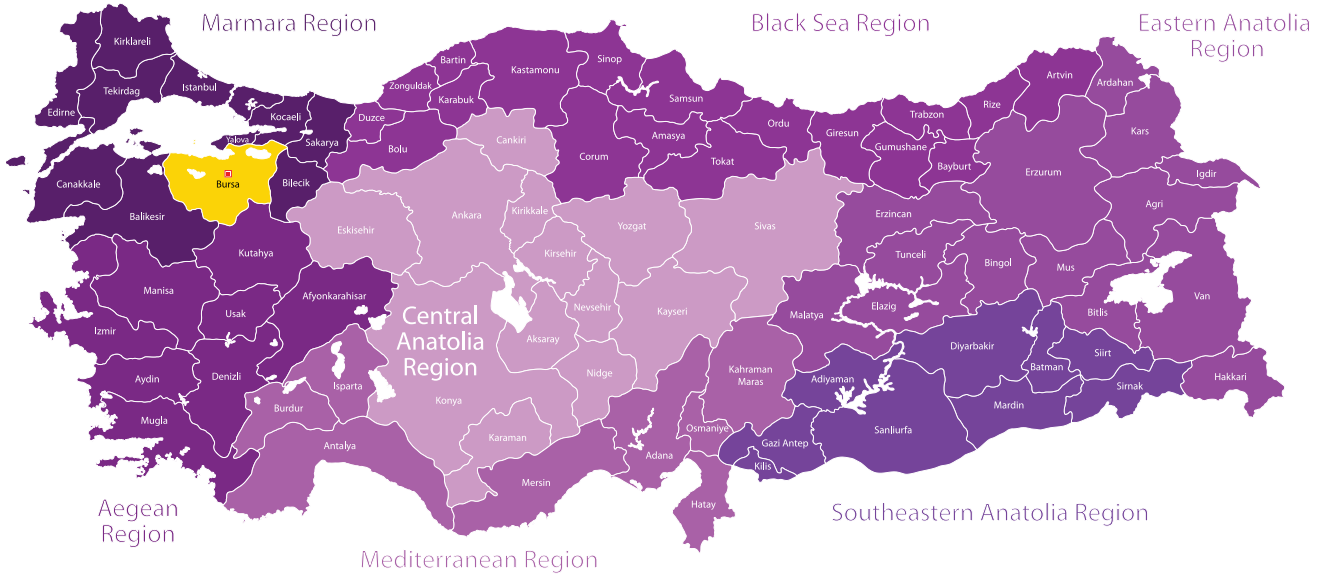 Marmara Region
Black Sea Region
Eastern Anatolia
Region
Kirklareli
Tekirdag
Istanbul
Edirne
Kocaeli
Yalova
Sakarya
Canakkale
Bursa
Bilecik
Balikesir
Bartin
Zonguldak
Karabuk
Duzce
Bolu
Kastamonu
Sinop
Samsun
Corum
Amasya
Tokat
Ordu
Giresun
Trabzon
Gumushane
Bayburt
Rize
Artvin
Ardahan
Kars
Igdir
Erzurum
Agri
Erzincan
Tunceli
Bingol
Mus
Elazig
Malatya
Bitlis
Van
Hakkari
Cankiri
Ankara
Kirikkale
Eskisehir
Yozgat
Sivas
Kirsehir
Nevsehir
Kayseri
Aksaray
Nidge
Konya
Karaman
Central
Anatolia
Region
Kutahya
Manisa
Usak
Afyonkarahisar
Izmir
Aydin
Denizli
Mugla
Isparta
Burdur
Antalya
Mersin
Adana
Osmaniye
Kahraman
Maras
Hatay
Adiyaman
Diyarbakir
Batman
Siirt
Sirnak
Mardin
Sanliurfa
Gazi Antep
Kilis
Aegean
Region
Mediterranean Region
Southeastern Anatolia Region